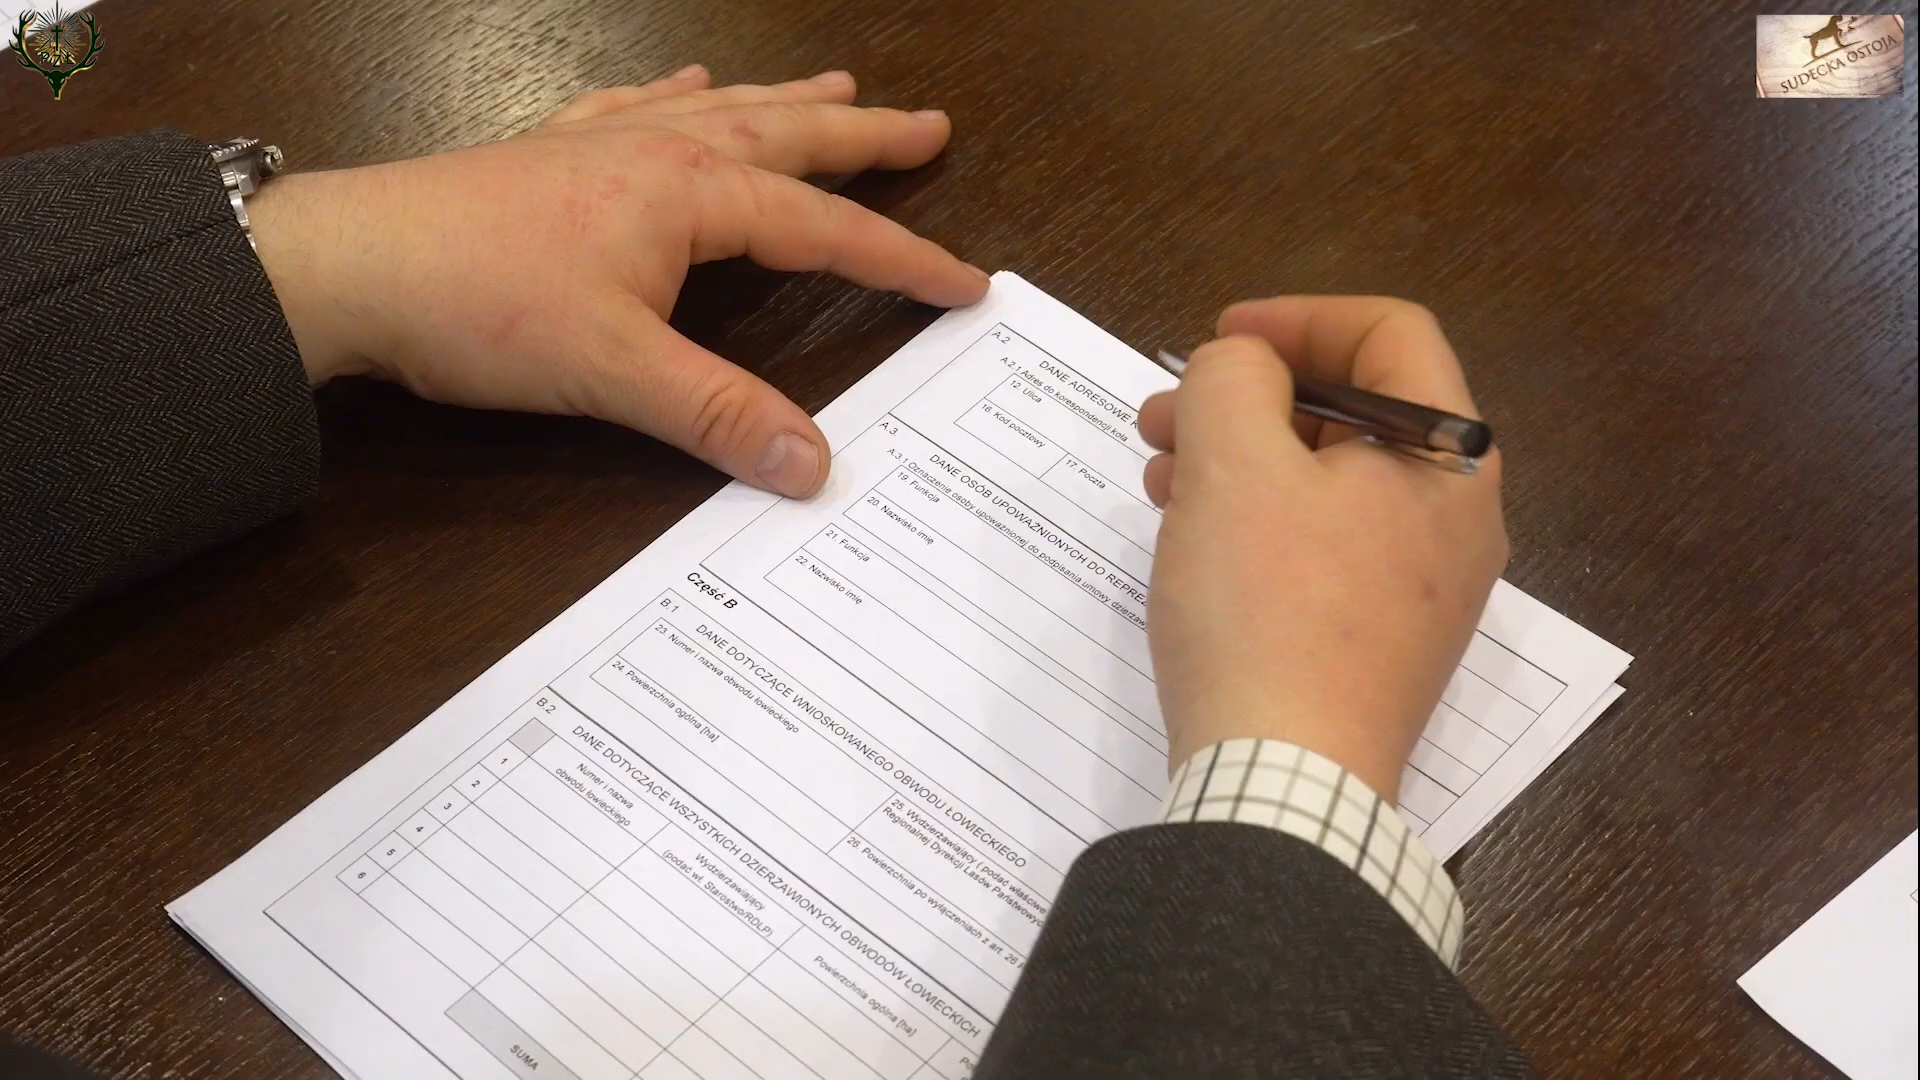 SUDECKA OSTOJA
A.2
DANE ADRESOWE
A.2.1 Adres do korespondencji koła
12. Ulica
16. Kod pocztowy
17. Poczta
A.3.
DANE OSÓB UPOWAŻNIONYCH DO
A.3.1 Oznaczenie osoby upoważnionej do podpisania umowy
19. Funkcja
20. Nazwisko imię
21. Funkcja
22. Nazwisko imię
Część B
B.1
DANE DOTYCZĄCE WNIOSKOWANEGO OBWODU ŁOWIECKIEGO
23. Numer i nazwa obwodu łowieckiego
24. Powierzchnia ogólna [ha]
25. Wydzierżawiający ( podać właściwe
Regionalnej Dyrekcji Lasów
26. Powierzchnia po wyłączeniach z art. 26
B.2
DANE DOTYCZĄCE WSZYSTKICH DZIERŻAWIONYCH OBWODÓW ŁOWIECKICH
Numer i nazwa
obwodu łowieckiego
Wydzierżawiający
(podać wł. Starostwo/RDLP)
Powierzchnia ogólna [ha]
1
2
3
4
5
6
SUMA